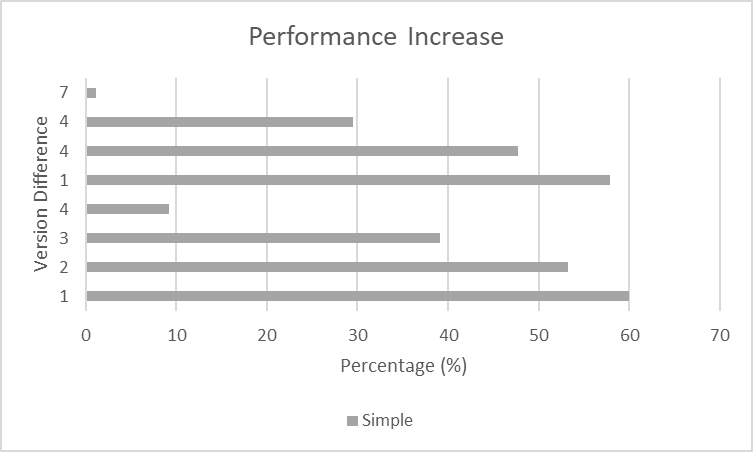 Performance Increase
Version Difference
7
4
4
1
4
3
2
1
0 10 20 30 40 50 60 70
Percentage (%)
Simple